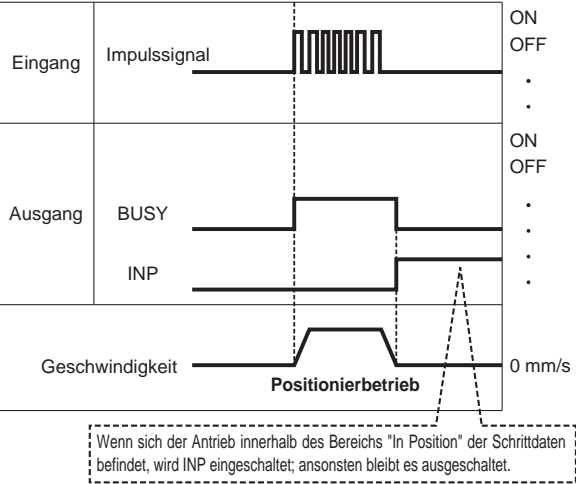 ON
Eingang Impulssignal OFF
ON
OFF
Ausgang BUSY
INP
Geschwindigkeit 0 mm/s
Positionierbetrieb
Wenn sich der Antrieb innerhalb des Bereichs "In Position" der Schrittdaten
befindet, wird INP eingeschaltet; ansonsten bleibt es ausgeschaltet.